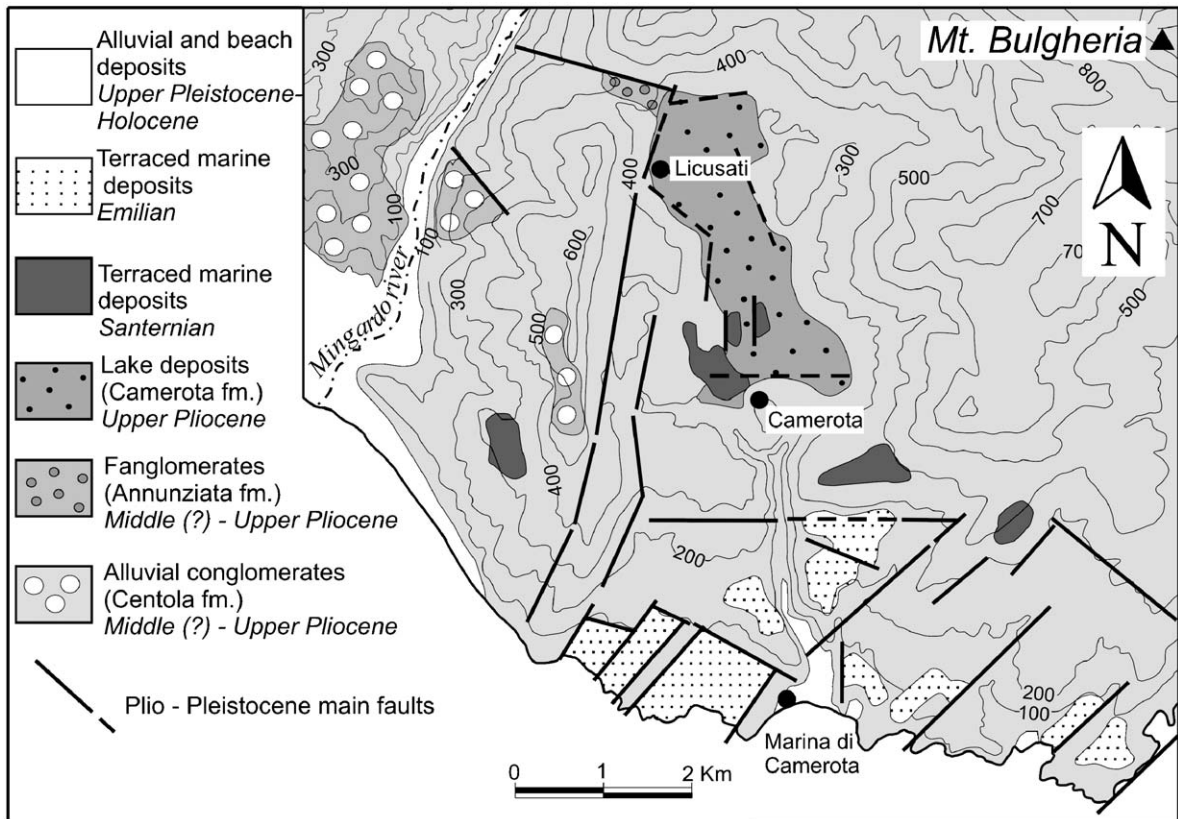 Alluvial and beach
deposits
Upper Pleistocene-
Holocene
Terraced marine
deposits
Emilian
Terraced marine
deposits
Santernian
Lake deposits
(Camerota fm.)
Upper Pliocene
Fanglomerates
(Annunziata fm.)
Middle (?) - Upper Pliocene
Alluvial conglomerates
(Centola fm.)
Middle (?) - Upper Pliocene
Plio - Pleistocene main faults
Mt. Bulgheria
N
300
400
800
300
100
100
Mingardo river
300
400
600
500
400
Licusati
300
500
700
70
500
Camerota
200
200
100
Marina di
Camerota
0 1 2 Km